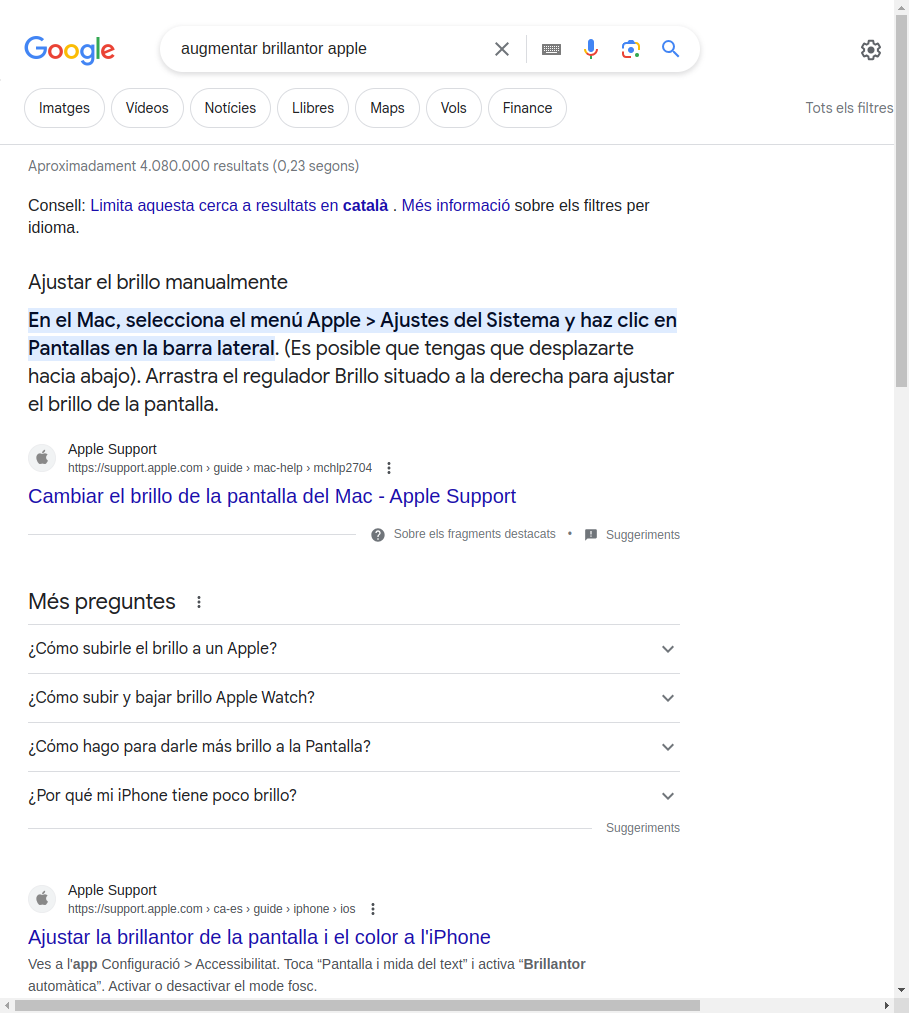 Google
augmentar brillantor apple
Imatges
Vídeos
Notícies
Llibres
Maps
Vols
Finance
Tots els filtres
Aproximadament 4.080.000 resultats (0,23 segons)
Consell: Limita aquesta cerca a resultats en català . Més informació sobre els filtres per
idioma.
Ajustar el brillo manualmente
En el Mac, selecciona el menú Apple > Ajustes del Sistema y haz clic en
Pantallas en la barra lateral. (Es posible que tengas que desplazarte
hacia abajo). Arrastra el regulador Brillo situado a la derecha para ajustar
el brillo de la pantalla.
Apple Support
https://support.apple.com › guide › mac-help › mchlp2704
Cambiar el brillo de la pantalla del Mac - Apple Support
Sobre els fragments destacats • Suggeriments
Més preguntes
¿Cómo subirle el brillo a un Apple?
¿Cómo subir y bajar brillo Apple Watch?
¿Cómo hago para darle más brillo a la Pantalla?
¿Por qué mi iPhone tiene poco brillo?
Suggeriments
Apple Support
https://support.apple.com › ca-es › guide › iphone › ios
Ajustar la brillantor de la pantalla i el color a l'iPhone
Ves a l'app Configuració > Accessibilitat. Toca “Pantalla i mida del text” i activa “Brillantor
automàtica”. Activar o desactivar el mode fosc.